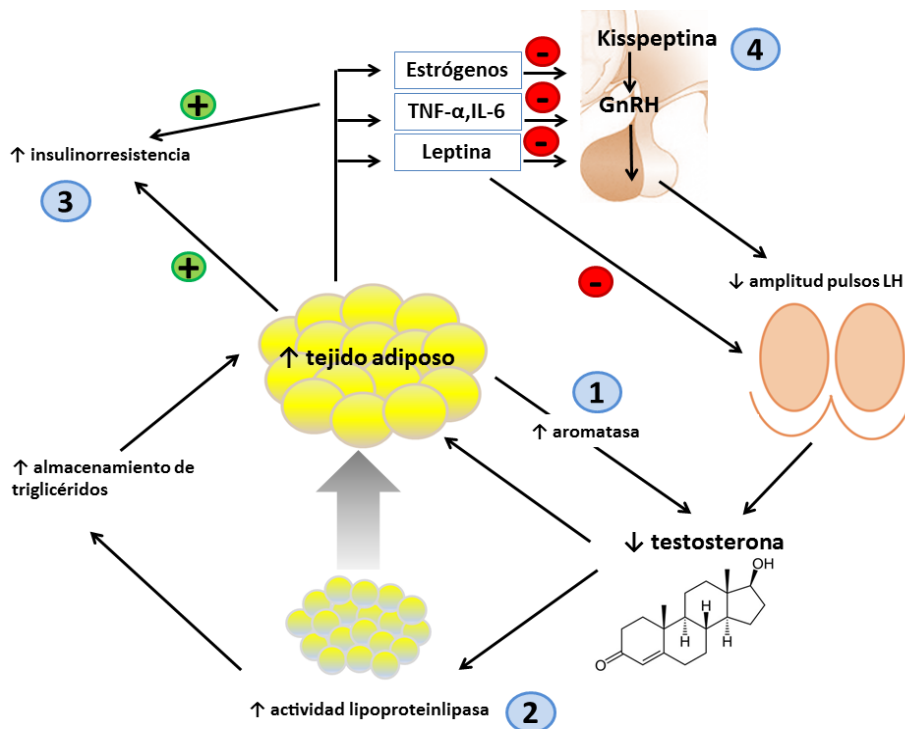 Kisspeptina
4
Estrógenos
-
GnRH
TNF-α,IL-6
-
Leptina
-
+
↑ insulinorresistencia
3
+
-
↓ amplitud pulsos LH
↑ tejido adiposo
1
↑ aromatasa
↑ almacenamiento de
triglicéridos
↓ testosterona
OH
H
H
H
O
↑ actividad lipoproteinlipasa
2